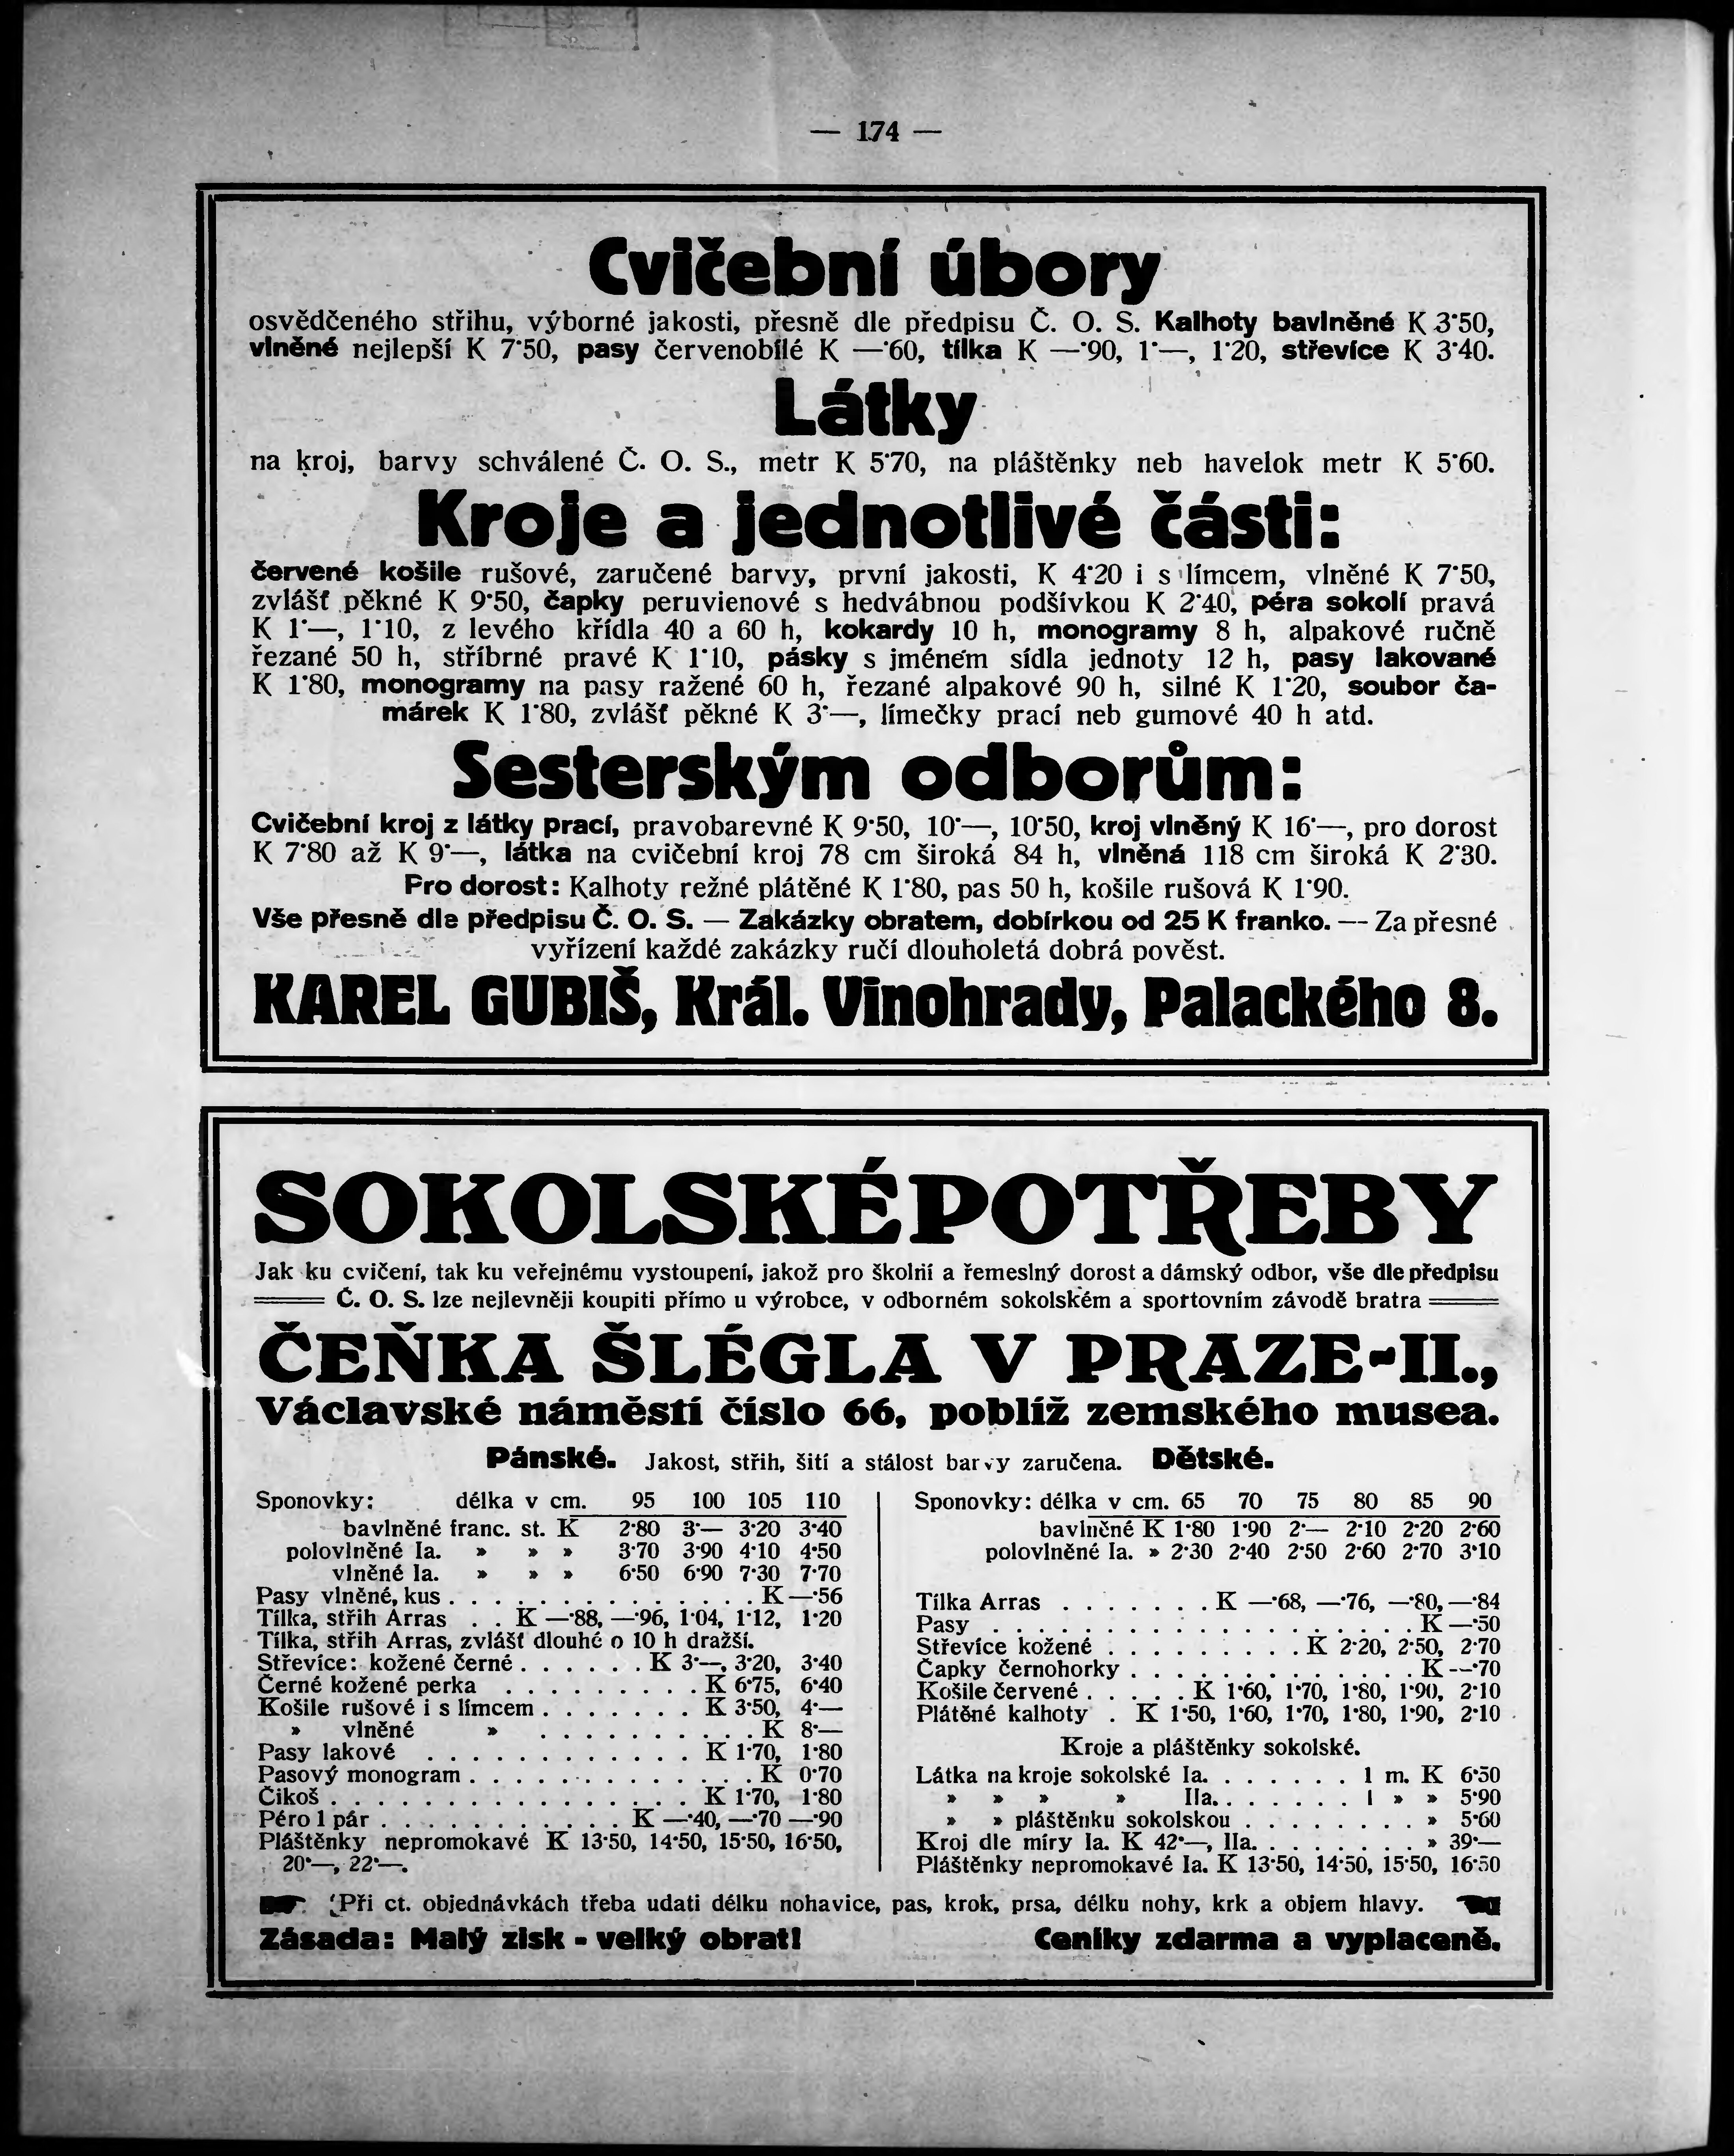 — 174 —
Cvičební úbory
osvědčeného střihu, výborné jakosti, přesně dle předpisu Č. O. S. Kalhoty bavlněné K 3·50,
vlněné nejlepší K 7·50, pasy červenobílé K —·60, tílka K —·90, 1·—, 1·20, střevíce K 3·40.
Látky
na kroj, barvy schválené Č. O. S., metr K 5·70, na pláštěnky neb havelok metr K 5·60.
Kroje a jednotlivé části:
červené košile rušové, zaručené barvy, první jakosti, K 4·20 i s límcem, vlněné K 7·50,
zvlášť pěkné K 9·50, čapky peruvienové s hedvábnou podšívkou K 2·40, péra sokolí pravá
K 1·—, 1·10, z levého křídla 40 a 60 h, kokardy 10 h, monogramy 8 h, alpakové ručně
řezané 50 h, stříbrné pravé K 1·10, pásky s jménem sídla jednoty 12 h, pasy lakované
K 1·80, monogramy na pasy ražené 60 h, řezané alpakové 90 h, silné K 1·20, soubor ča-
márek K 1·80, zvlášť pěkné K 3·—, límečky prací neb gumové 40 h atd.
Sesterským odborům:
Cvičební kroj z látky prací, pravobarevné K 9·50, 10·—, 10·50, kroj vlněný K 16·—, pro dorost
K 7·80 až K 9·—, látka na cvičební kroj 78 cm široká 84 h, vlněná 118 cm široká K 2·30.
Pro dorost: Kalhoty režné plátěné K 1·80, pas 50 h, košile rušová K 1·90.
Vše přesně dle předpisu Č. O. S. — Zakázky obratem, dobírkou od 25 K franko. — Za přesné
vyřízení každé zakázky ručí dlouholetá dobrá pověst.
KAREL GUBIŠ, Král. Vinohrady, Palackého 8.
SOKOLSKÉ POTŘEBY
Jak ku cvičení, tak ku veřejnému vystoupení, jakož pro školní a řemeslný dorost a dámský odbor, vše dle předpisu
Č. O. S. lze nejlevněji koupiti přímo u výrobce, v odborném sokolském a sportovním závodě bratra
ČEŇKA ŠLÉGLA V PRAZE-II.,
Václavské náměstí číslo 66, poblíž zemského musea.
Pánské. Jakost, střih, šití a stálost barvy zaručena. Dětské.
Sponovky: délka v cm. 95 100 105 110
bavlněné franc. st. K 2·80 3·— 3·20 3·40
polovlněné Ia. » » » 3·70 3·90 4·10 4·50
vlněné Ia. » » » 6·50 6·90 7·30 7·70
Pasy vlněné, kus . . . . . . . . . . . . . . K —·56
Tílka, střih Arras . . K —·88, —·96, 1·04, 1·12, 1·20
Tílka, střih Arras, zvlášť dlouhé o 10 h dražší.
Střevíce: kožené černé . . . . . . K 3·—, 3·20, 3·40
Černé kožené perka . . . . . . . . . K 6·75, 6·40
Košile rušové i s límcem . . . . . . . K 3·50, 4·—
» vlněné » . . . . . . . . . . K 8·—
Pasy lakové . . . . . . . . . . . . K 1·70, 1·80
Pasový monogram . . . . . . . . . . . . . K 0·70
Čikoš . . . . . . . . . . . . . . . . K 1·70, 1·80
Péro 1 pár . . . . . . . . . . . K —·40, —·70 —·90
Pláštěnky nepromokavé K 13·50, 14·50, 15·50, 16·50,
20·—, 22·—.
Sponovky: délka v cm. 65 70 75 80 85 90
bavlněné K 1·80 1·90 2·— 2·10 2·20 2·60
polovlněné Ia. » 2·30 2·40 2·50 2·60 2·70 3·10
Tílka Arras . . . . . . . K —·68, —·76, —·80, —·84
Pasy . . . . . . . . . . . . . . . . . . K —·50
Střevíce kožené . . . . . . . . . K 2·20, 2·50, 2·70
Čapky černohorky . . . . . . . . . . . . . K —·70
Košile červené . . . . . K 1·60, 1·70, 1·80, 1·90, 2·10
Plátěné kalhoty . K 1·50, 1·60, 1·70, 1·80, 1·90, 2·10
Kroje a pláštěnky sokolské.
Látka na kroje sokolské Ia. . . . . . . . 1 m. K 6·50
» » » » IIa. . . . . . . . 1 » » 5·90
» » pláštěnku sokolskou . . . . . . . . » 5·60
Kroj dle míry Ia. K 42·—, IIa. . . . . . . . . » 39·—
Pláštěnky nepromokavé Ia. K 13·50, 14·50, 15·50, 16·50
Při ct. objednávkách třeba udati délku nohavice, pas, krok, prsa, délku nohy, krk a objem hlavy.
Zásada: Malý zisk - velký obrat! Ceníky zdarma a vyplaceně.